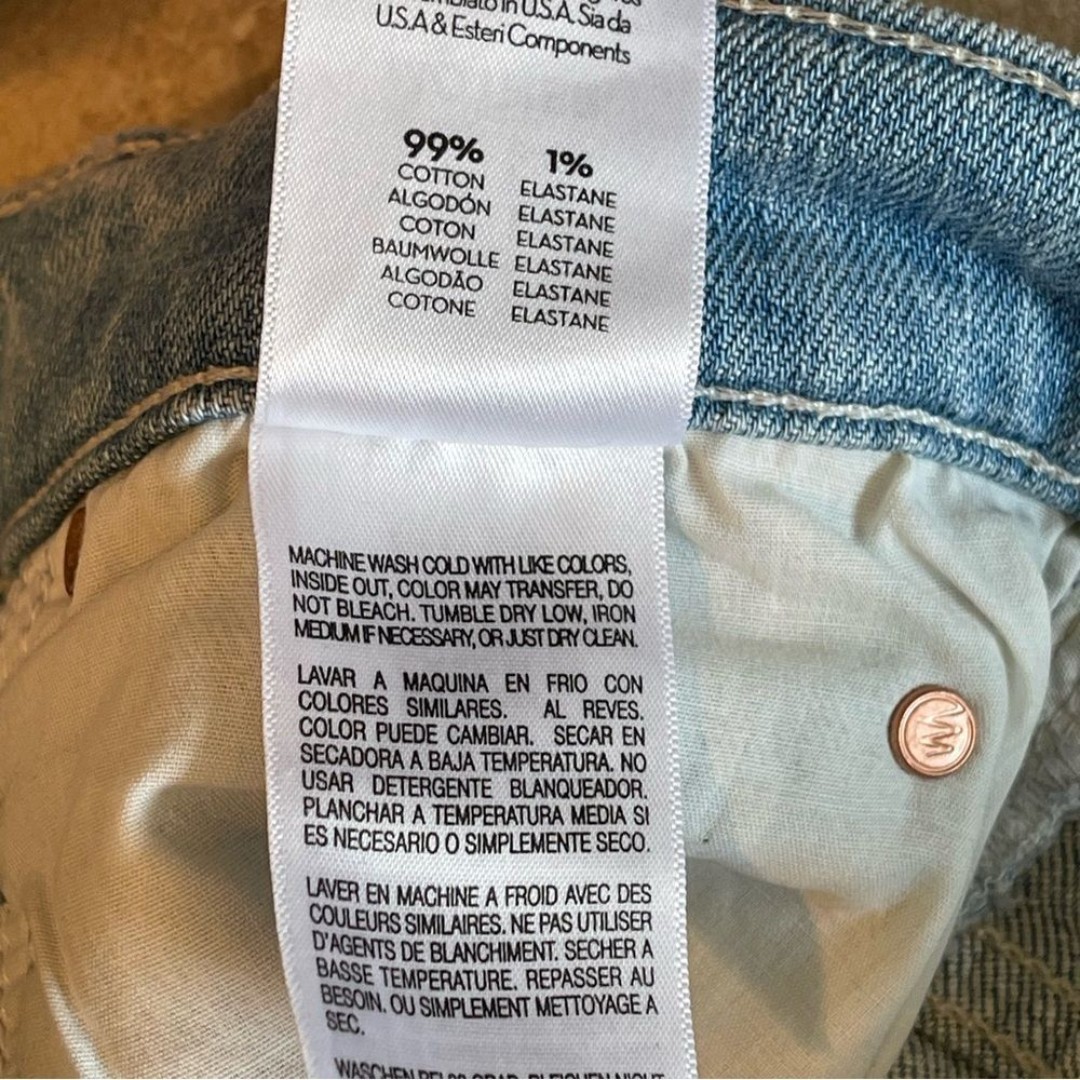 in U.S.A. Sia da
U.S.A & Esteri Components
99%
COTTON
ALGODÓN
COTON
BAUMWOLLE
ALGODÃO
COTONE
1%
ELASTANE
ELASTANE
ELASTANE
ELASTANE
ELASTANE
ELASTANE
MACHINE WASH COLD WITH LIKE COLORS,
INSIDE OUT, COLOR MAY TRANSFER, DO
NOT BLEACH. TUMBLE DRY LOW, IRON
MEDIUM IF NECESSARY, OR JUST DRY CLEAN.
LAVAR A MAQUINA EN FRIO CON
COLORES SIMILARES. AL REVES.
COLOR PUEDE CAMBIAR. SECAR EN
SECADORA A BAJA TEMPERATURA. NO
USAR DETERGENTE BLANQUEADOR.
PLANCHAR A TEMPERATURA MEDIA SI
ES NECESARIO O SIMPLEMENTE SECO.
LAVER EN MACHINE A FROID AVEC DES
COULEURS SIMILAIRES. NE PAS UTILISER
D'AGENTS DE BLANCHIMENT. SECHER A
BASSE TEMPERATURE. REPASSER AU
BESOIN. OU SIMPLEMENT METTOYAGE A
SEC.
WASCHEN